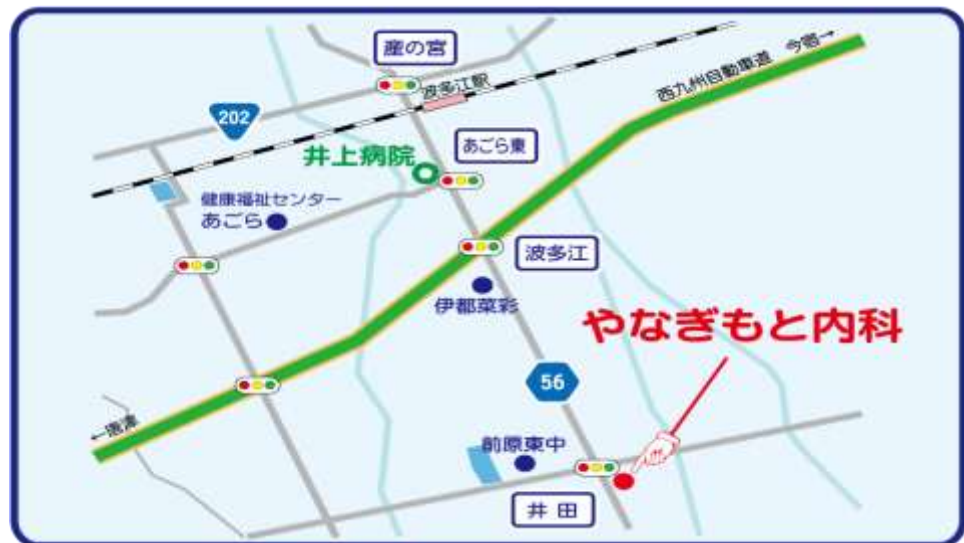 産の宮
今宿→
西九州自動車道
波多江駅
202
あごら東
井上病院
健康福祉センター
あごら
波多江
伊都菜彩
やなぎもと内科
56
←唐津
前原東中
井田